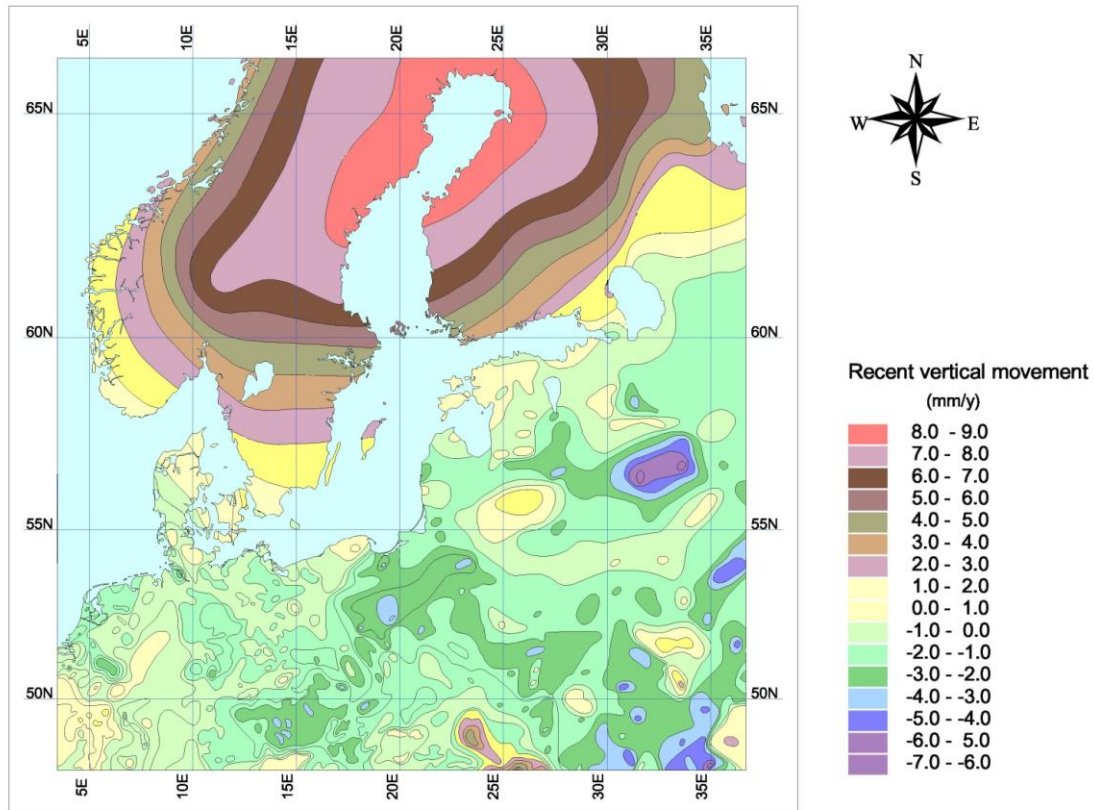 5E 10E 15E 20E 25E 30E 35E
65N 65N
60N 60N
55N 55N
50N 50N
5E 10E 15E 20E 25E 30E 35E
N
W E
S
Recent vertical movement
(mm/y)
8.0 - 9.0
7.0 - 8.0
6.0 - 7.0
5.0 - 6.0
4.0 - 5.0
3.0 - 4.0
2.0 - 3.0
1.0 - 2.0
0.0 - 1.0
-1.0 - 0.0
-2.0 - -1.0
-3.0 - -2.0
-4.0 - -3.0
-5.0 - -4.0
-6.0 - -5.0
-7.0 - -6.0